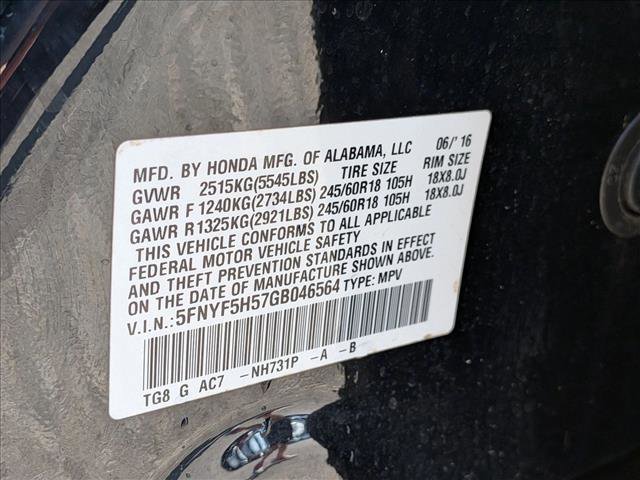 MFD. BY HONDA MFG. OF ALABAMA, LLC 06/'16
GVWR 2515KG(5545LBS) TIRE SIZE RIM SIZE
GAWR F 1240KG(2734LBS) 245/60R18 105H 18X8.0J
GAWR R 1325KG(2921LBS) 245/60R18 105H 18X8.0J
THIS VEHICLE CONFORMS TO ALL APPLICABLE
FEDERAL MOTOR VEHICLE SAFETY
AND THEFT PREVENTION STANDARDS IN EFFECT
ON THE DATE OF MANUFACTURE SHOWN ABOVE.
V.I.N.: 5FNYF5H57GB046564 TYPE: MPV
TG8 G AC7 -NH731P -A -B